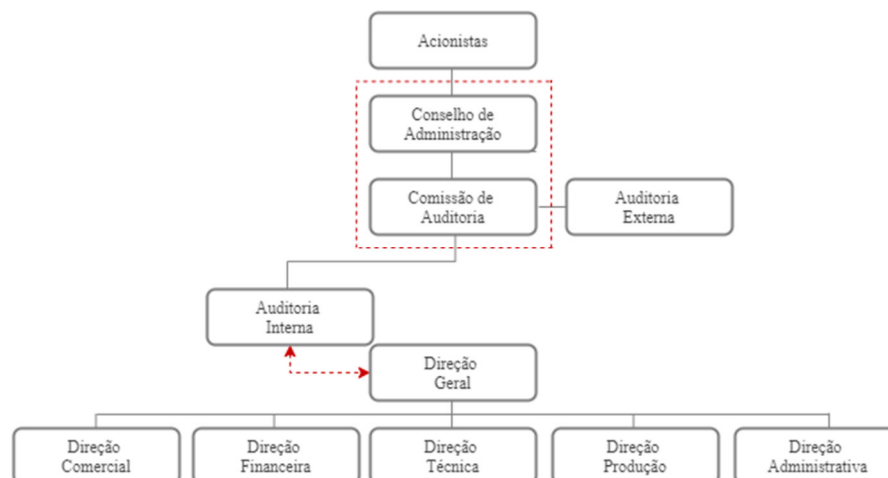 Acionistas
Conselho de
Administração
Comissão de
Auditoria
Auditoria
Externa
Auditoria
Interna
Direção
Geral
Direção
Comercial
Direção
Financeira
Direção
Técnica
Direção
Produção
Direção
Administrativa